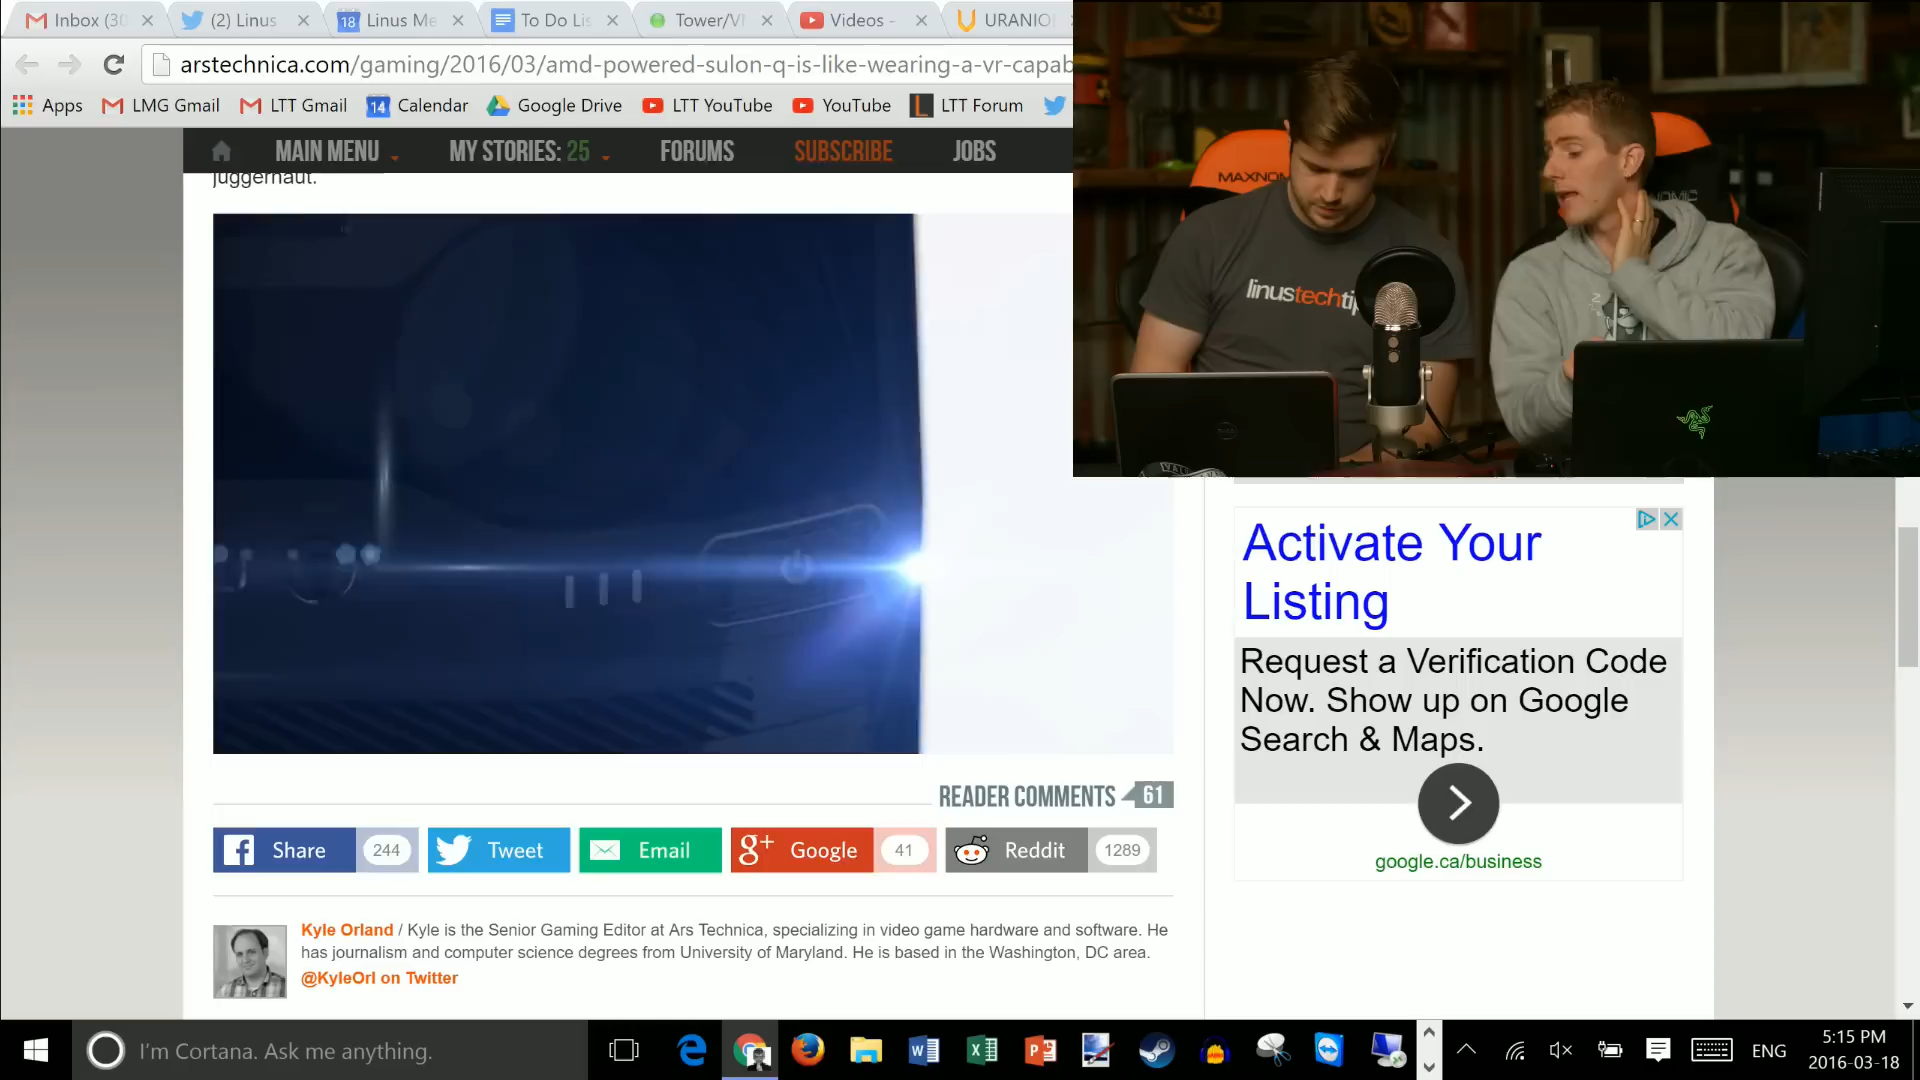 Inbox (30
(2) Linus
18 Linus Me
To Do Lis
Tower/VM
Videos -
URANIO
arstechnica.com/gaming/2016/03/amd-powered-sulon-q-is-like-wearing-a-vr-capab
Apps
LMG Gmail
LTT Gmail
14 Calendar
Google Drive
LTT YouTube
YouTube
LTT Forum
MAIN MENU
MY STORIES: 25
FORUMS
SUBSCRIBE
JOBS
juggernaut.
MAXNOMIC
NOMIC
linustechtip
DELL
Activate Your
Listing
Request a Verification Code
Now. Show up on Google
Search & Maps.
google.ca/business
READER COMMENTS 61
Share 244
Tweet
Email
g+ Google 41
Reddit 1289
Kyle Orland / Kyle is the Senior Gaming Editor at Ars Technica, specializing in video game hardware and software. He
has journalism and computer science degrees from University of Maryland. He is based in the Washington, DC area.
@KyleOrl on Twitter
I'm Cortana. Ask me anything.
ENG
5:15 PM
2016-03-18